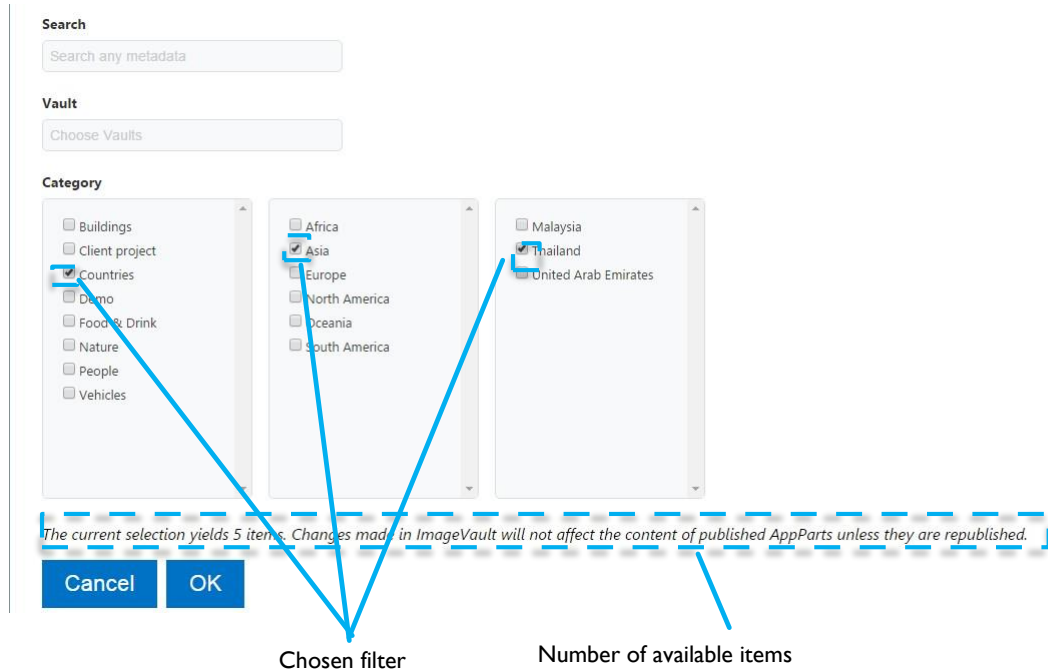 Search
Search any metadata
Vault
Choose Vaults
Category
Buildings
Client project
Countries
Demo
Food & Drink
Nature
People
Vehicles
Africa
Asia
Europe
North America
Oceania
South America
Malaysia
Thailand
United Arab Emirates
The current selection yields 5 items. Changes made in ImageVault will not affect the content of published AppParts unless they are republished.
Cancel OK
Chosen filter
Number of available items